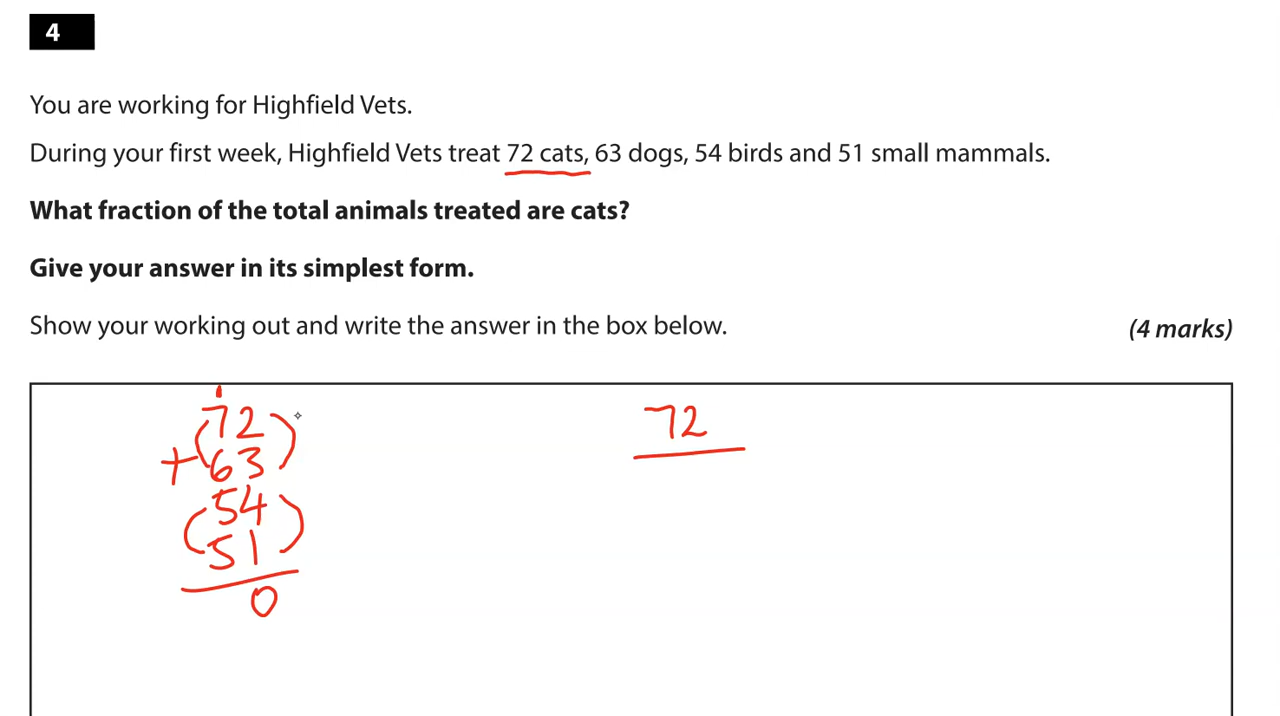 4
You are working for Highfield Vets.
During your first week, Highfield Vets treat 72 cats, 63 dogs, 54 birds and 51 small mammals.
What fraction of the total animals treated are cats?
Give your answer in its simplest form.
Show your working out and write the answer in the box below.
(4 marks)
1
(72)
+(63)
(54)
(51)
0
72